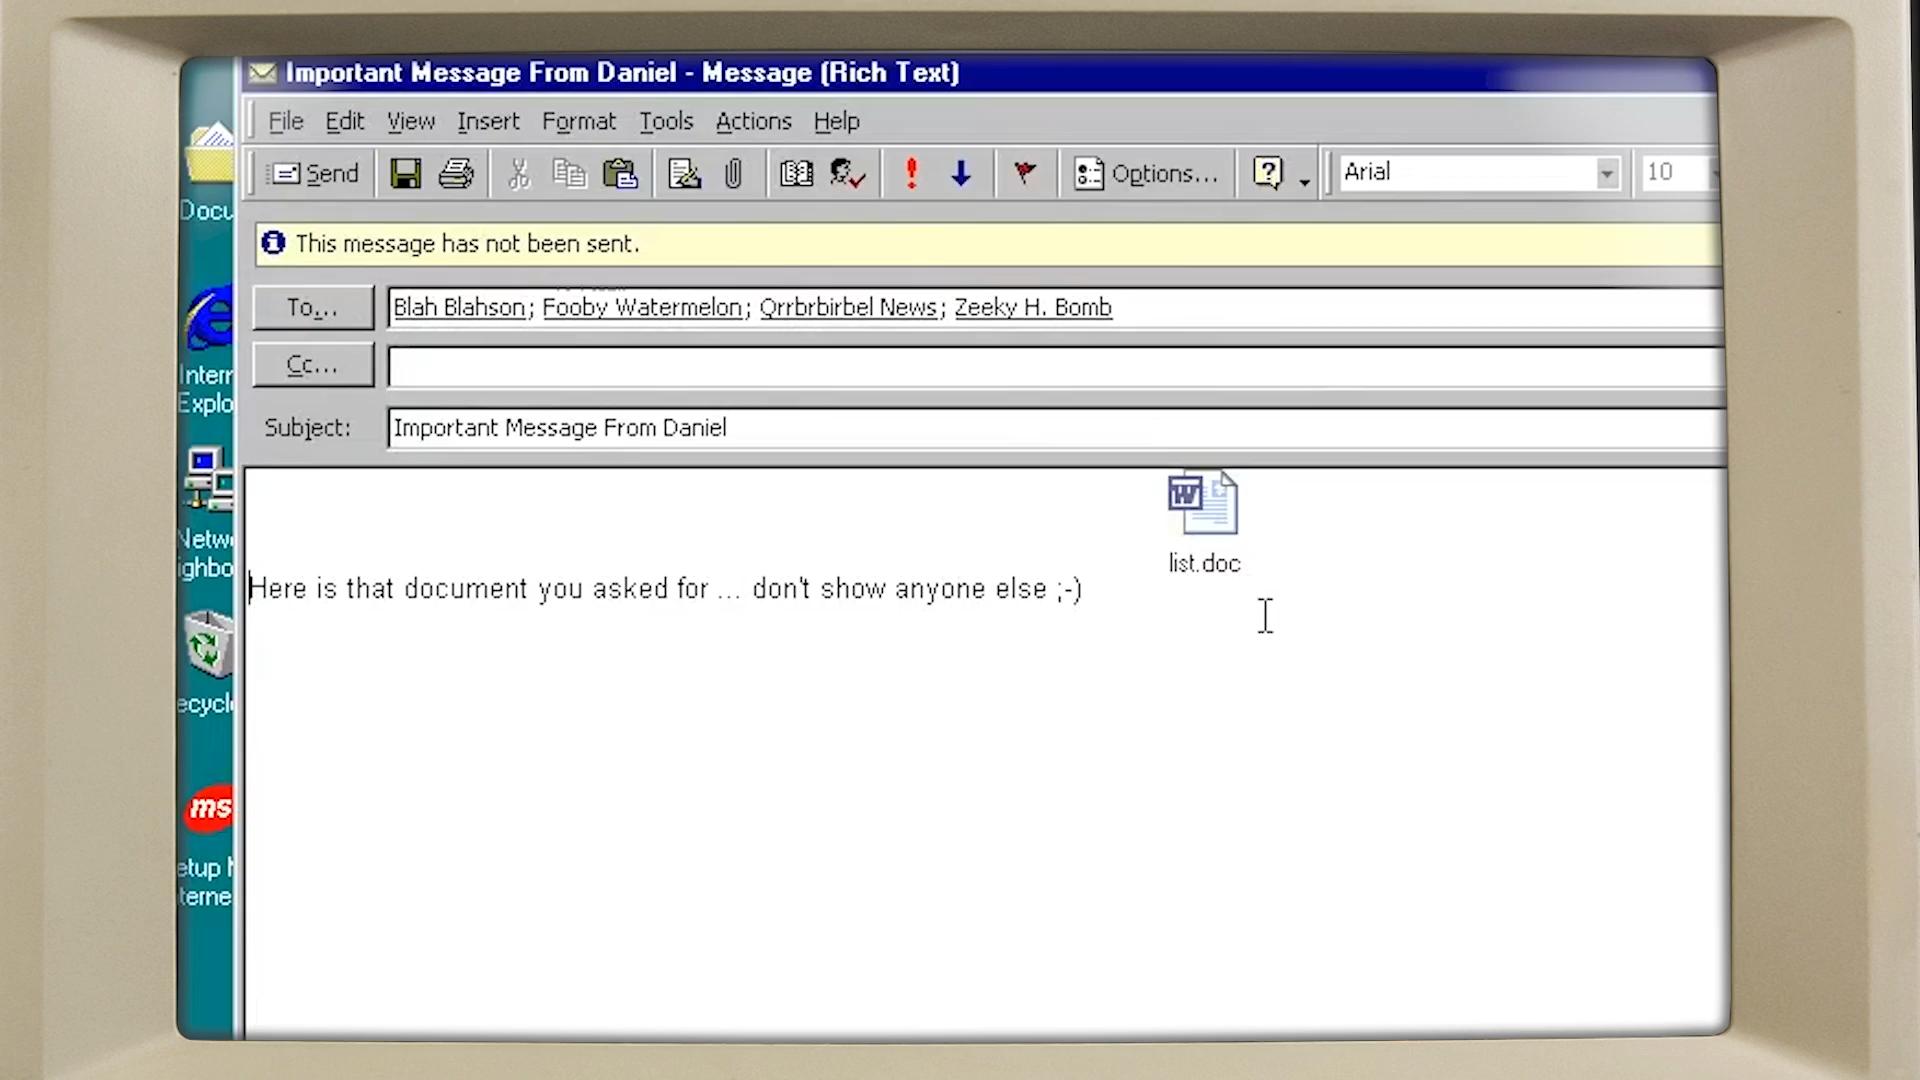 Important Message From Daniel - Message (Rich Text)
File Edit View Insert Format Tools Actions Help
Send Options... Arial 10
This message has not been sent.
To... Blah Blahson; Fooby Watermelon; Qrrbrbirbel News; Zeeky H. Bomb
Cc...
Subject: Important Message From Daniel
list.doc
Here is that document you asked for ... don't show anyone else ;-)
Docu
Intern
Explo
Netw
ighbo
ecycl
ms
etup
terne